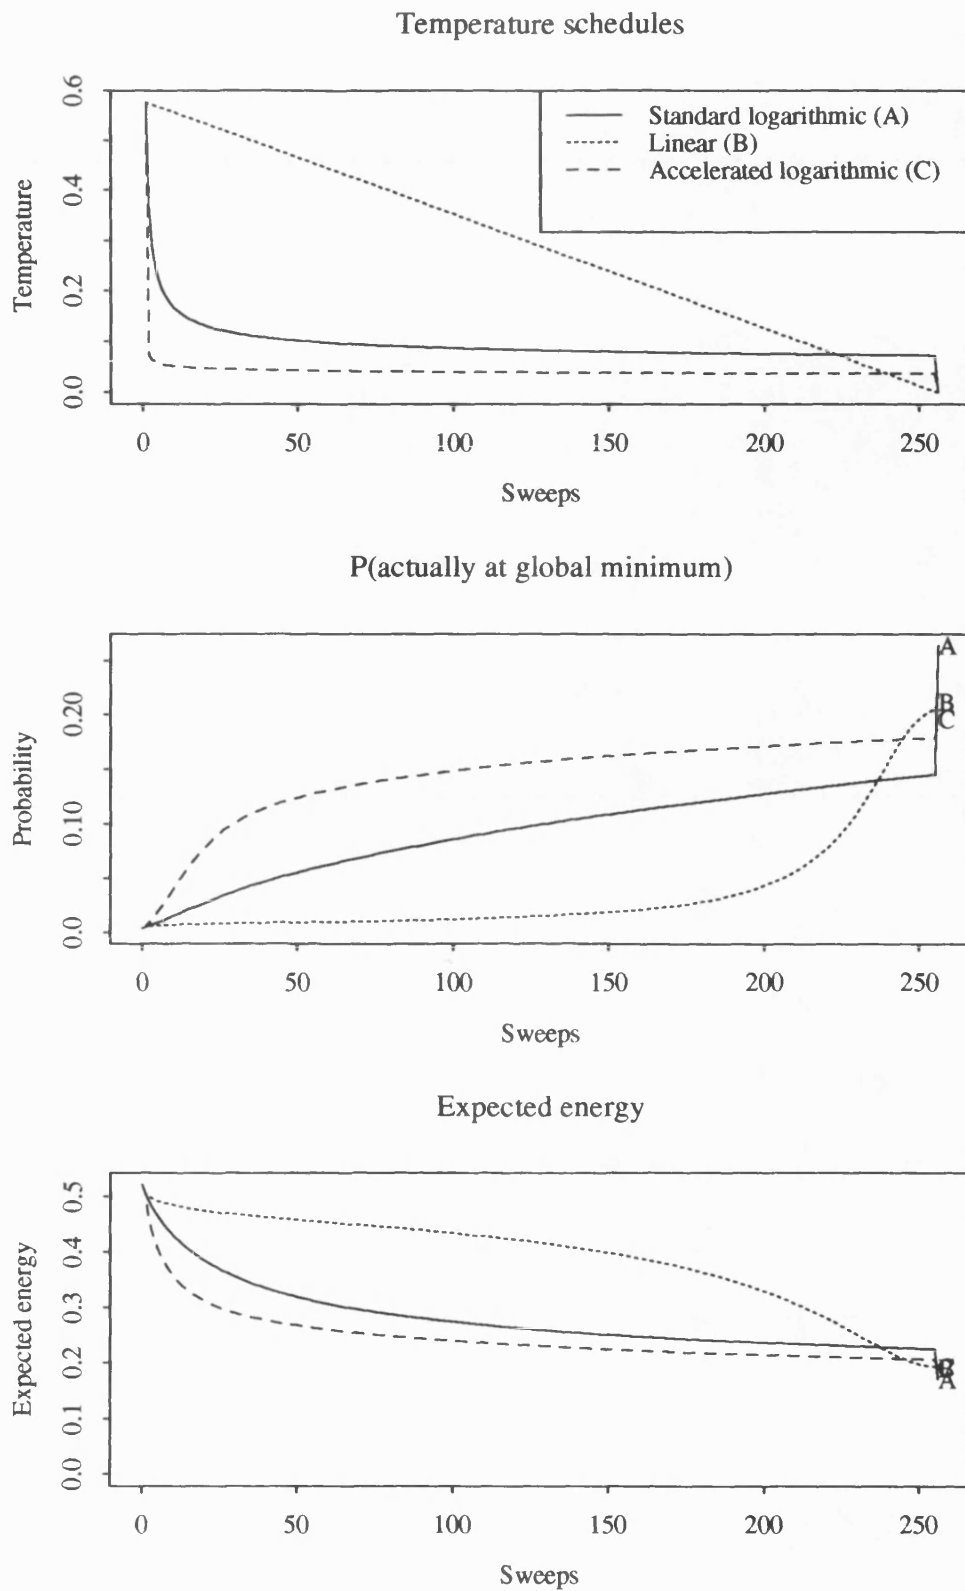 Temperature schedules
0.6
0.4
0.2
0.0
Temperature
Standard logarithmic (A)
Linear (B)
Accelerated logarithmic (C)
0 50 100 150 200 250
Sweeps
P(actually at global minimum)
0.20
0.10
0.0
Probability
A
B
C
0 50 100 150 200 250
Sweeps
Expected energy
0.5
0.4
0.3
0.2
0.1
0.0
Expected energy
A
0 50 100 150 200 250
Sweeps